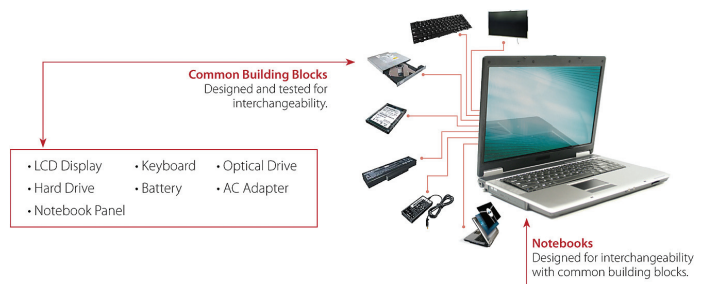 Common Building Blocks
Designed and tested for
interchangeability.
• LCD Display • Keyboard • Optical Drive
• Hard Drive • Battery • AC Adapter
• Notebook Panel
Notebooks
Designed for interchangeability
with common building blocks.